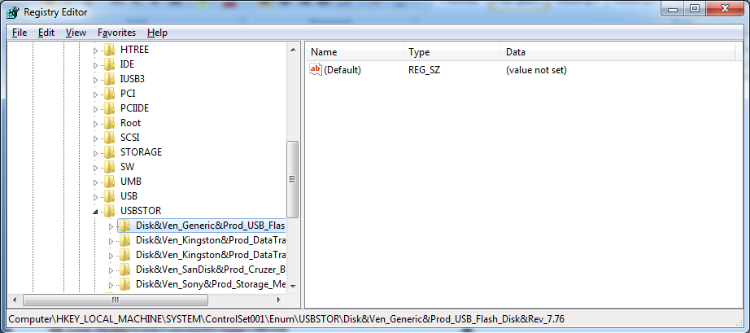 Registry Editor
File Edit View Favorites Help
HTREE
IDE
IUSB3
PCI
PCIIDE
Root
SCSI
STORAGE
SW
UMB
USB
USBSTOR
Disk&Ven_Generic&Prod_USB_Flas
Disk&Ven_Kingston&Prod_DataTra
Disk&Ven_Kingston&Prod_DataTra
Disk&Ven_SanDisk&Prod_Cruzer_B
Disk&Ven_Sony&Prod_Storage_Me
Name Type Data
ab (Default) REG_SZ (value not set)
Computer\HKEY_LOCAL_MACHINE\SYSTEM\ControlSet001\Enum\USBSTOR\Disk&Ven_Generic&Prod_USB_Flash_Disk&Rev_7.76